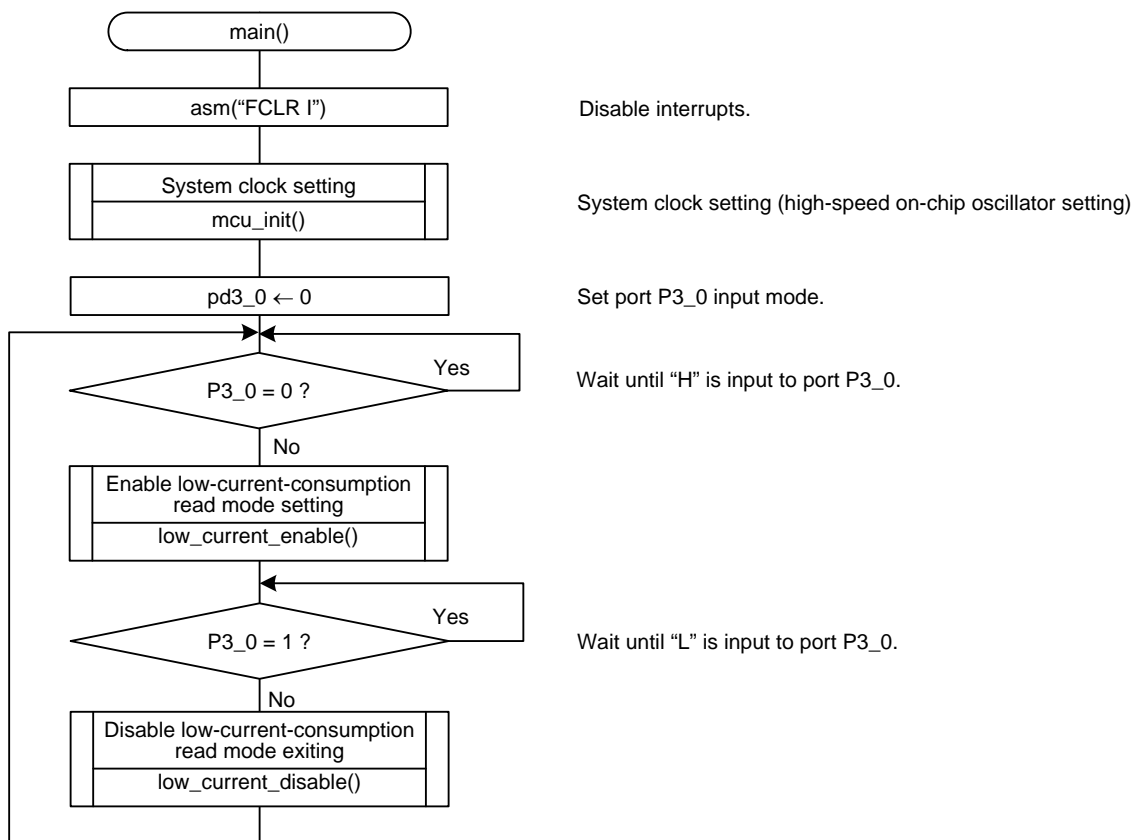 main()
asm(“FCLR I”)
Disable interrupts.
System clock setting
mcu_init()
System clock setting (high-speed on-chip oscillator setting)
pd3_0 ← 0
Set port P3_0 input mode.
Yes
P3_0 = 0 ?
Wait until “H” is input to port P3_0.
No
Enable low-current-consumption
read mode setting
low_current_enable()
Yes
P3_0 = 1 ?
Wait until “L” is input to port P3_0.
No
Disable low-current-consumption
read mode exiting
low_current_disable()